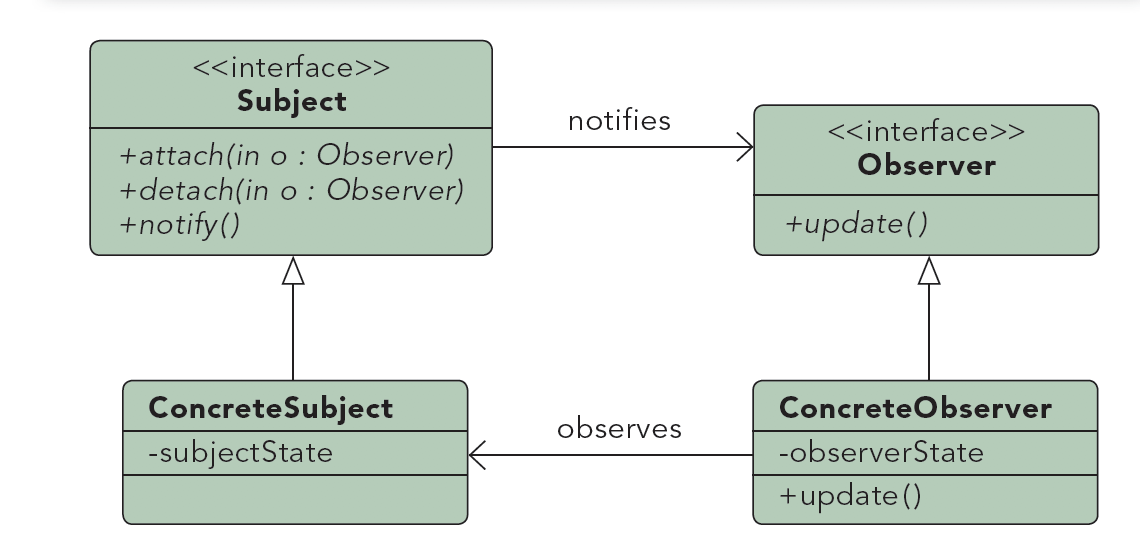 <<interface>>
Subject
+attach(in o : Observer)
+detach(in o : Observer)
+notify()
notifies
<<interface>>
Observer
+update()
ConcreteSubject
-subjectState
observes
ConcreteObserver
-observerState
+update()